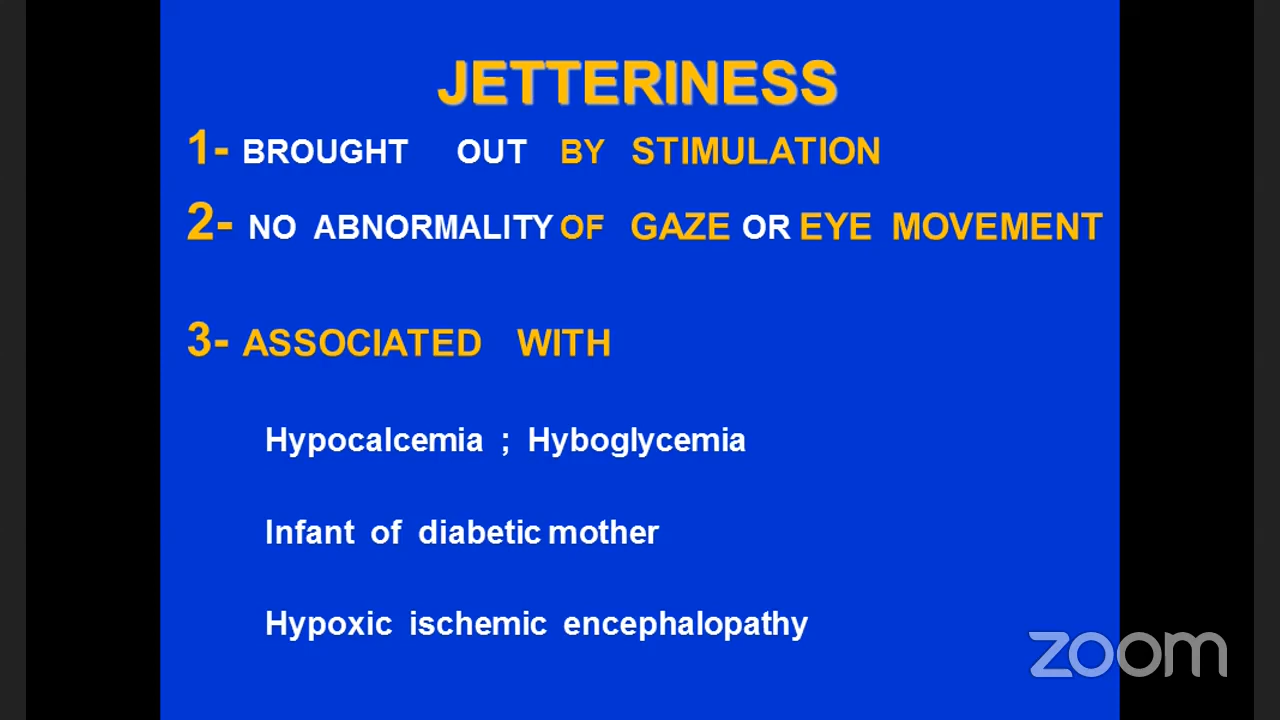 JETTERINESS
1- BROUGHT OUT BY STIMULATION
2- NO ABNORMALITY OF GAZE OR EYE MOVEMENT
3- ASSOCIATED WITH
Hypocalcemia ; Hyboglycemia
Infant of diabetic mother
Hypoxic ischemic encephalopathy
zoom